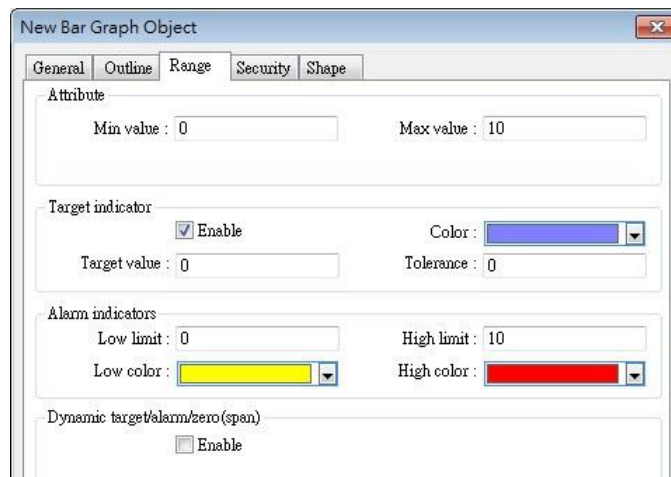 New Bar Graph Object
General Outline Range Security Shape
Attribute
Min value : 0 Max value : 10
Target indicator
Enable Color :
Target value : 0 Tolerance : 0
Alarm indicators
Low limit : 0 High limit : 10
Low color : High color :
Dynamic target/alarm/zero(span)
Enable